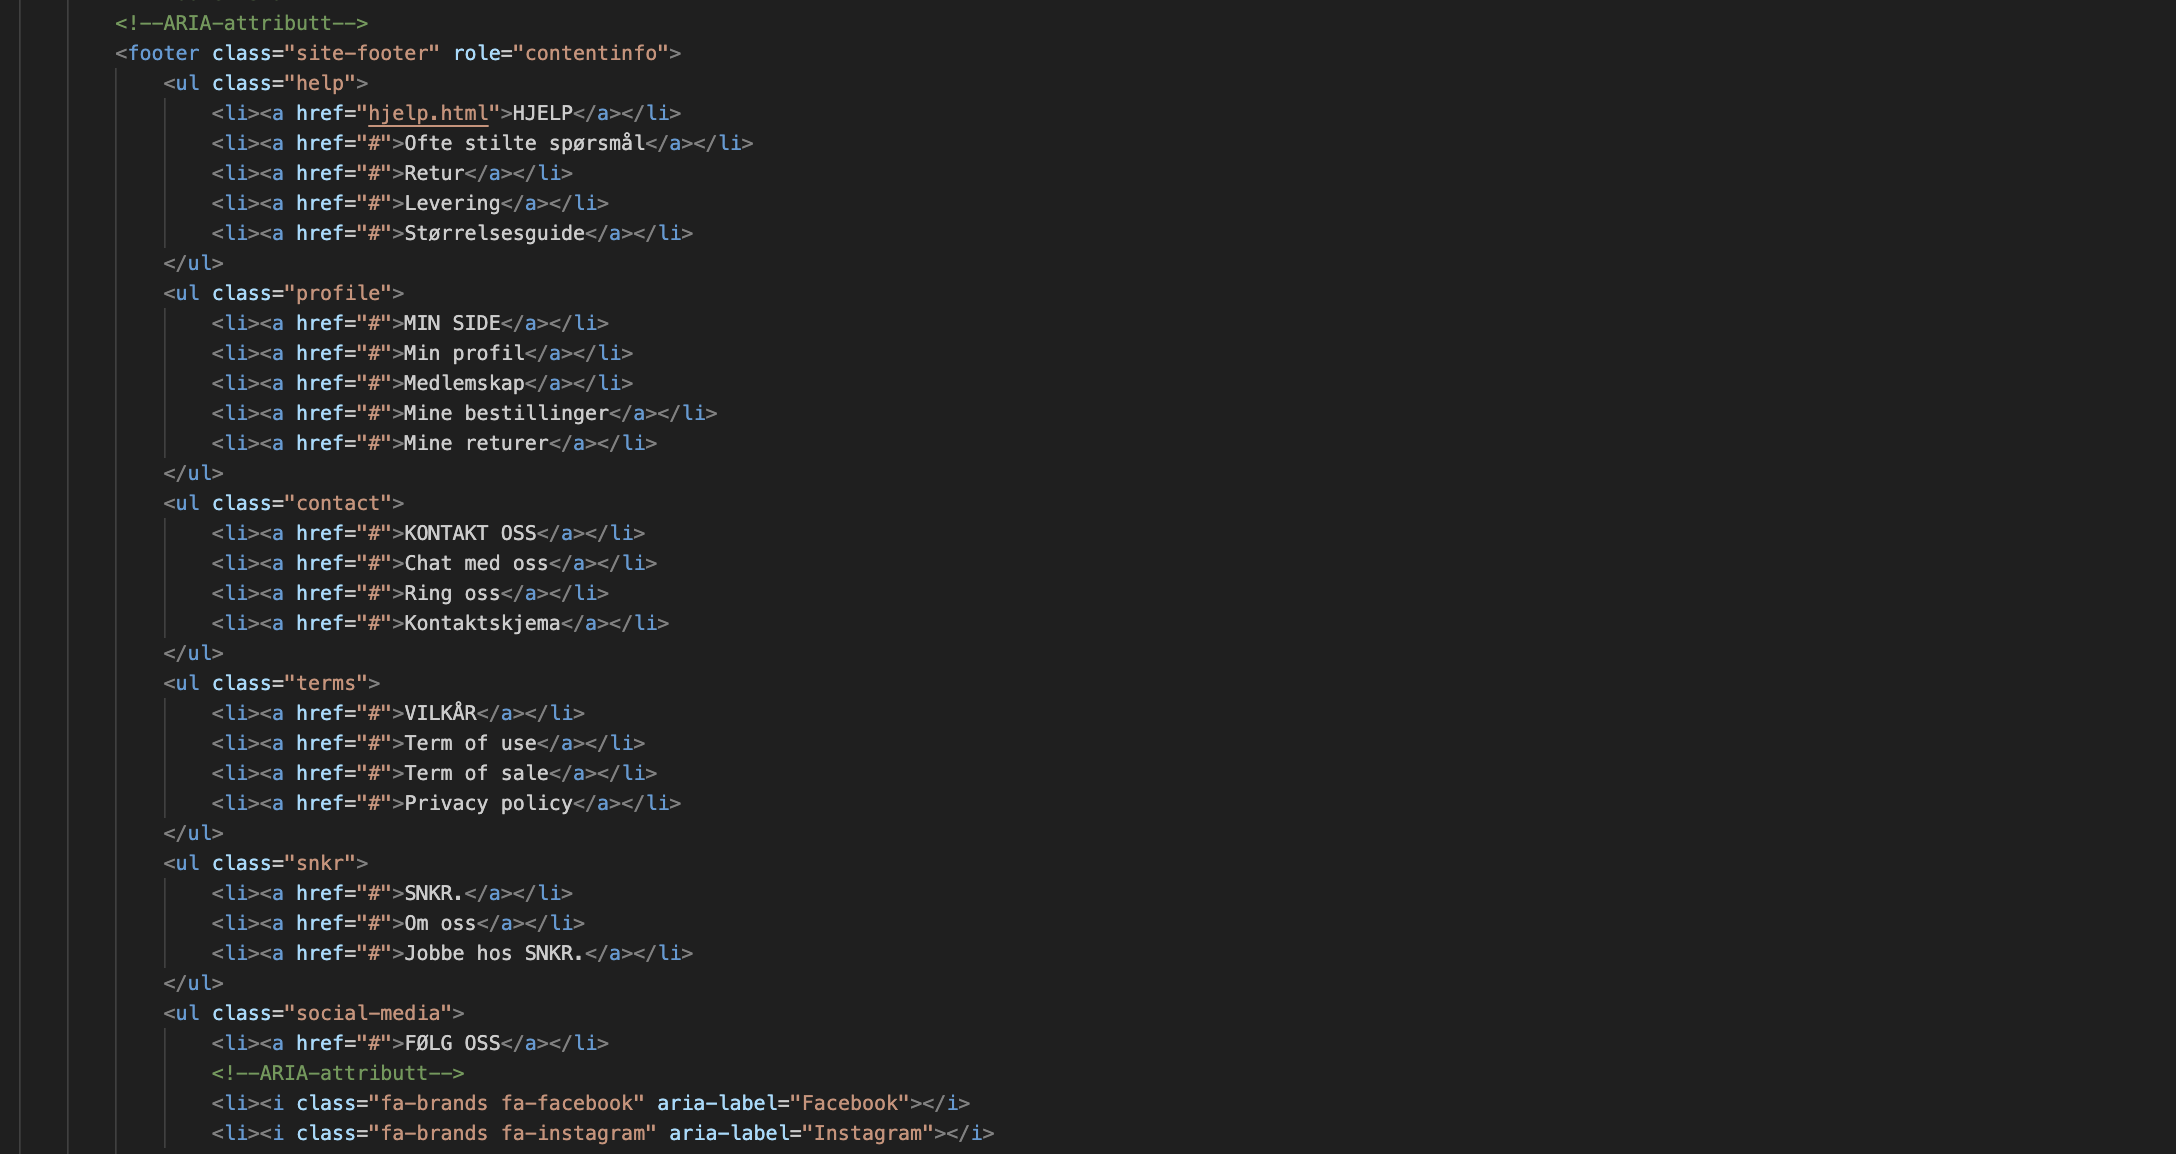 <!--ARIA-attributt-->
<footer class="site-footer" role="contentinfo">
<ul class="help">
<li><a href="hjelp.html">HJELP</a></li>
<li><a href="#">Ofte stilte spørsmål</a></li>
<li><a href="#">Retur</a></li>
<li><a href="#">Levering</a></li>
<li><a href="#">Størrelsesguide</a></li>
</ul>
<ul class="profile">
<li><a href="#">MIN SIDE</a></li>
<li><a href="#">Min profil</a></li>
<li><a href="#">Medlemskap</a></li>
<li><a href="#">Mine bestillinger</a></li>
<li><a href="#">Mine returer</a></li>
</ul>
<ul class="contact">
<li><a href="#">KONTAKT OSS</a></li>
<li><a href="#">Chat med oss</a></li>
<li><a href="#">Ring oss</a></li>
<li><a href="#">Kontaktskjema</a></li>
</ul>
<ul class="terms">
<li><a href="#">VILKÅR</a></li>
<li><a href="#">Term of use</a></li>
<li><a href="#">Term of sale</a></li>
<li><a href="#">Privacy policy</a></li>
</ul>
<ul class="snkr">
<li><a href="#">SNKR.</a></li>
<li><a href="#">Om oss</a></li>
<li><a href="#">Jobbe hos SNKR.</a></li>
</ul>
<ul class="social-media">
<li><a href="#">FØLG OSS</a></li>
<!--ARIA-attributt-->
<li><i class="fa-brands fa-facebook" aria-label="Facebook"></i>
<li><i class="fa-brands fa-instagram" aria-label="Instagram"></i>